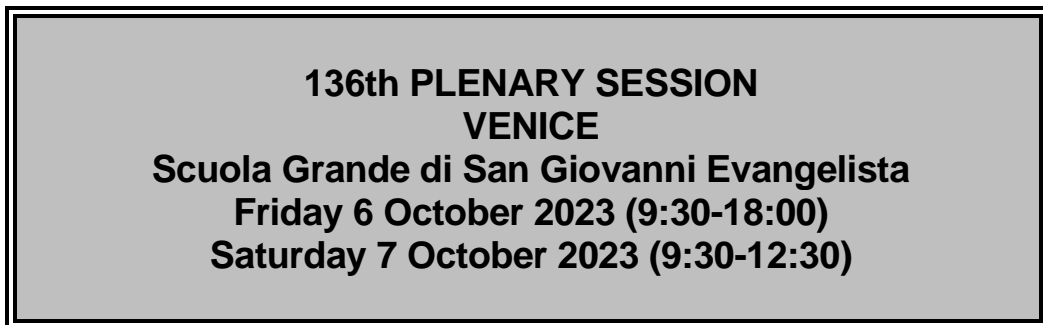 136th PLENARY SESSION
VENICE
Scuola Grande di San Giovanni Evangelista
Friday 6 October 2023 (9:30-18:00)
Saturday 7 October 2023 (9:30-12:30)